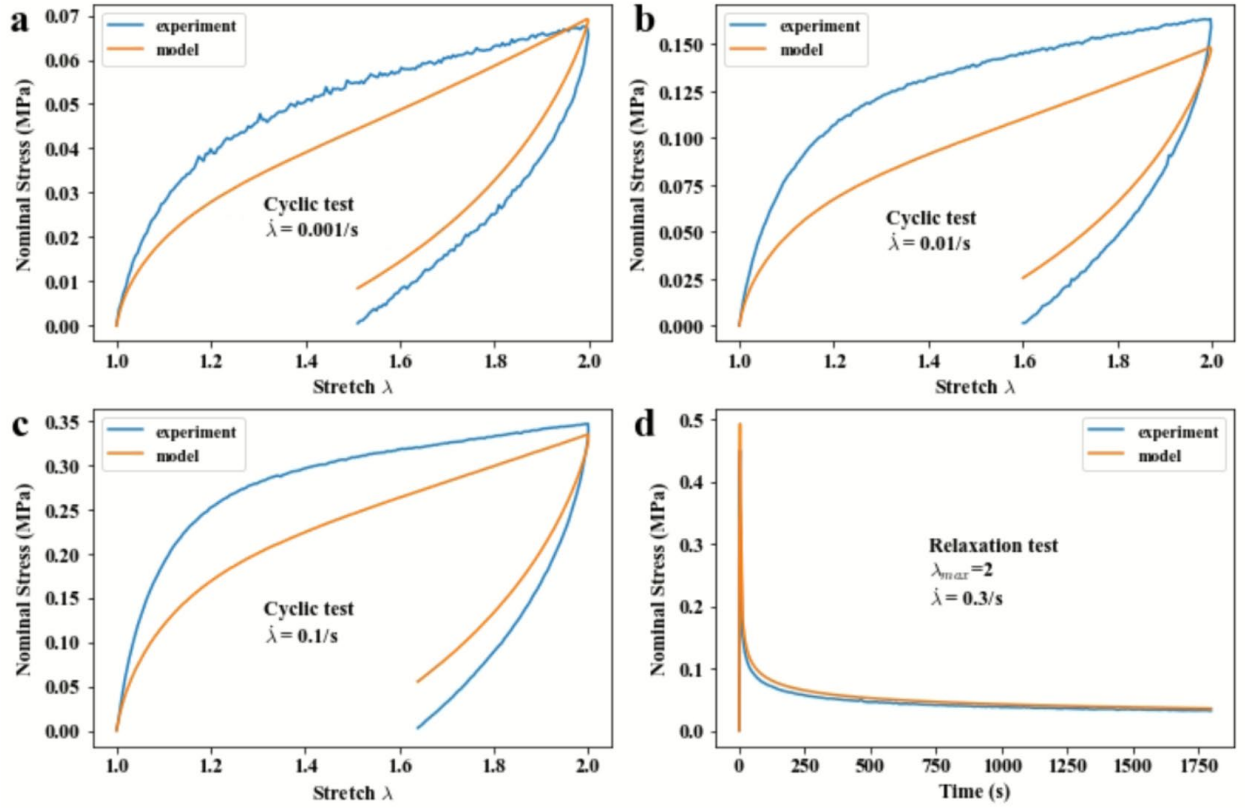 a
experiment
model
Nominal Stress (MPa)
0.07
0.06
0.05
0.04
0.03
0.02
0.01
0.00
Cyclic test
λ̇ = 0.001/s
1.0 1.2 1.4 1.6 1.8 2.0
Stretch λ
b
experiment
model
Nominal Stress (MPa)
0.150
0.125
0.100
0.075
0.050
0.025
0.000
Cyclic test
λ̇ = 0.01/s
1.0 1.2 1.4 1.6 1.8 2.0
Stretch λ
c
experiment
model
Nominal Stress (MPa)
0.35
0.30
0.25
0.20
0.15
0.10
0.05
0.00
Cyclic test
λ̇ = 0.1/s
1.0 1.2 1.4 1.6 1.8 2.0
Stretch λ
d
experiment
model
Nominal Stress (MPa)
0.5
0.4
0.3
0.2
0.1
0.0
Relaxation test
λmax=2
λ̇ = 0.3/s
0 250 500 750 1000 1250 1500 1750
Time (s)